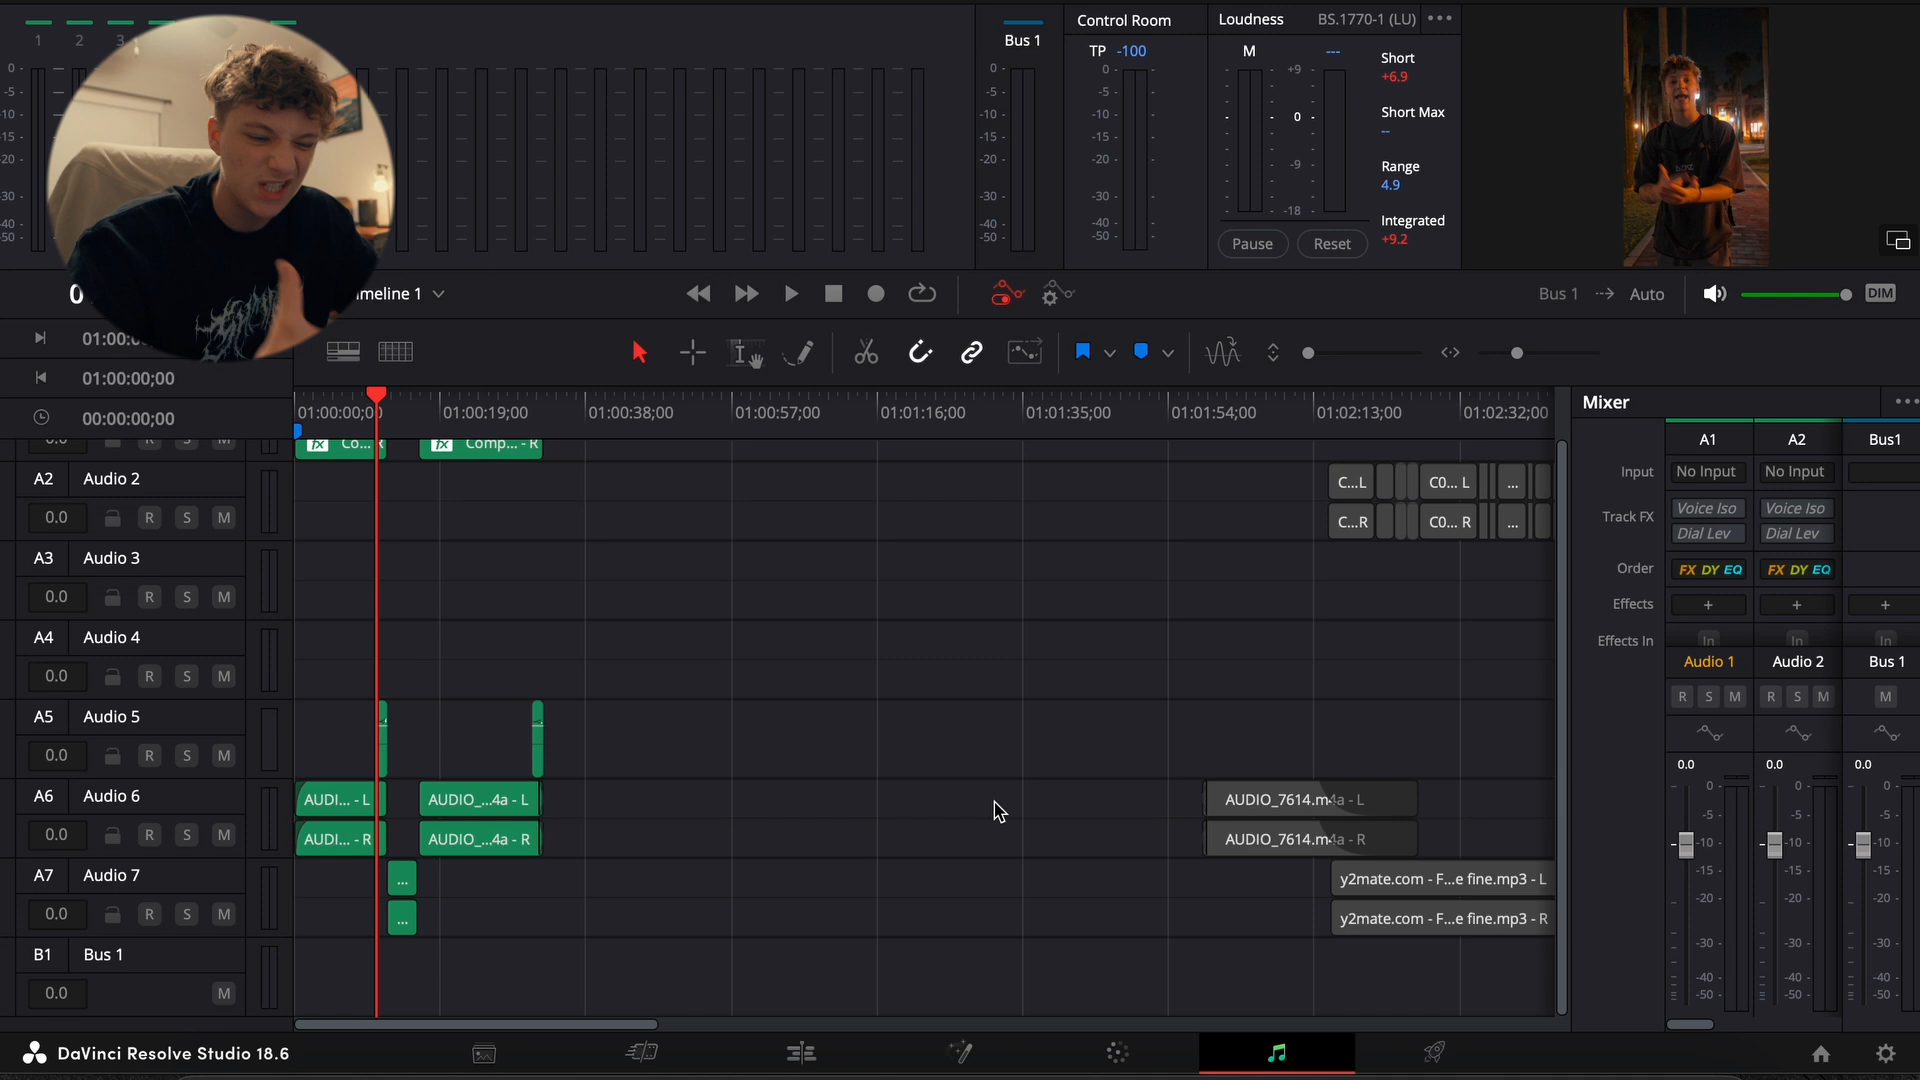 1 2 3
Bus 1
Control Room
TP -100
Loudness BS.1770-1 (LU)
M ---
Short
+6.9
Short Max
--
Range
4.9
Integrated
+9.2
0 -5 -10 -15 -20 -30 -40 -50
0 -5 -10 -15 -20 -30 -40 -50
0 -5 -10 -15 -20 -30 -40 -50
+9 0 -9 -18
Pause Reset
imeline 1
Bus 1 Auto DIM
01:00:0
01:00:00;00
00:00:00;00
01:00:00;00 01:00:19;00 01:00:38;00 01:00:57;00 01:01:16;00 01:01:35;00 01:01:54;00 01:02:13;00 01:02:32;00
0.0 R S M
fx Co... R fx Comp... - R
A2 Audio 2
0.0 R S M
C...L C0... L ...
C...R C0... R ...
A3 Audio 3
0.0 R S M
A4 Audio 4
0.0 R S M
A5 Audio 5
0.0 R S M
A6 Audio 6
0.0 R S M
AUDI... - L AUDIO_...4a - L AUDIO_7614.m4a - L
AUDI... - R AUDIO_...4a - R AUDIO_7614.m4a - R
A7 Audio 7
0.0 R S M
... y2mate.com - F...e fine.mp3 - L
... y2mate.com - F...e fine.mp3 - R
B1 Bus 1
0.0 M
Mixer
A1 A2 Bus1
Input No Input No Input
Track FX Voice Iso Voice Iso
Dial Lev Dial Lev
Order FX DY EQ FX DY EQ
Effects + + +
Effects In In In In
Audio 1 Audio 2 Bus 1
R S M R S M M
0.0 0.0 0.0
0 0 0
-5 -5 -5
-10 -10 -10
-15 -15 -15
-20 -20 -20
-30 -30 -30
-40 -40 -40
-50 -50 -50
DaVinci Resolve Studio 18.6